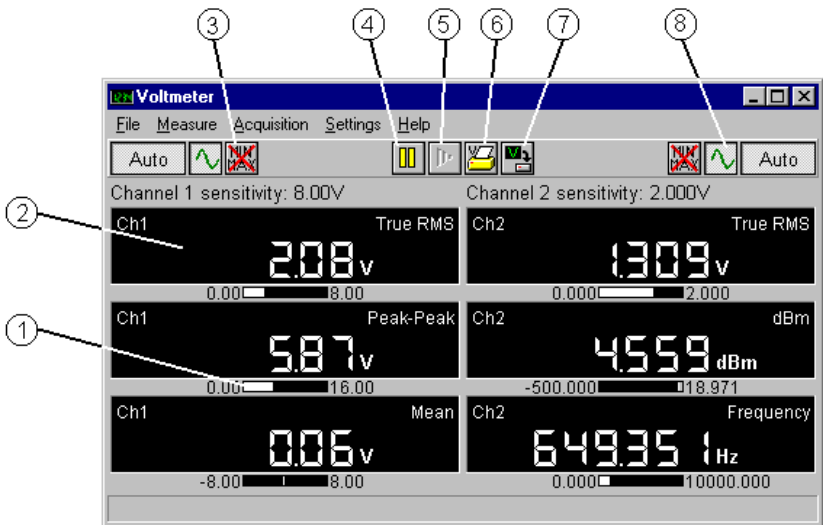 3 4 5 6 7 8
Voltmeter
File Measure Acquisition Settings Help
Auto MIN MAX MIN MAX Auto
Channel 1 sensitivity: 8.00V Channel 2 sensitivity: 2.000V
2
Ch1 True RMS Ch2 True RMS
2.08 V 1.309 V
0.00 8.00 0.000 2.000
1
Ch1 Peak-Peak Ch2 dBm
5.87 V 4.559 dBm
0.00 16.00 -500.000 18.971
Ch1 Mean Ch2 Frequency
0.06 V 649.351 Hz
-8.00 8.00 0.000 10000.000